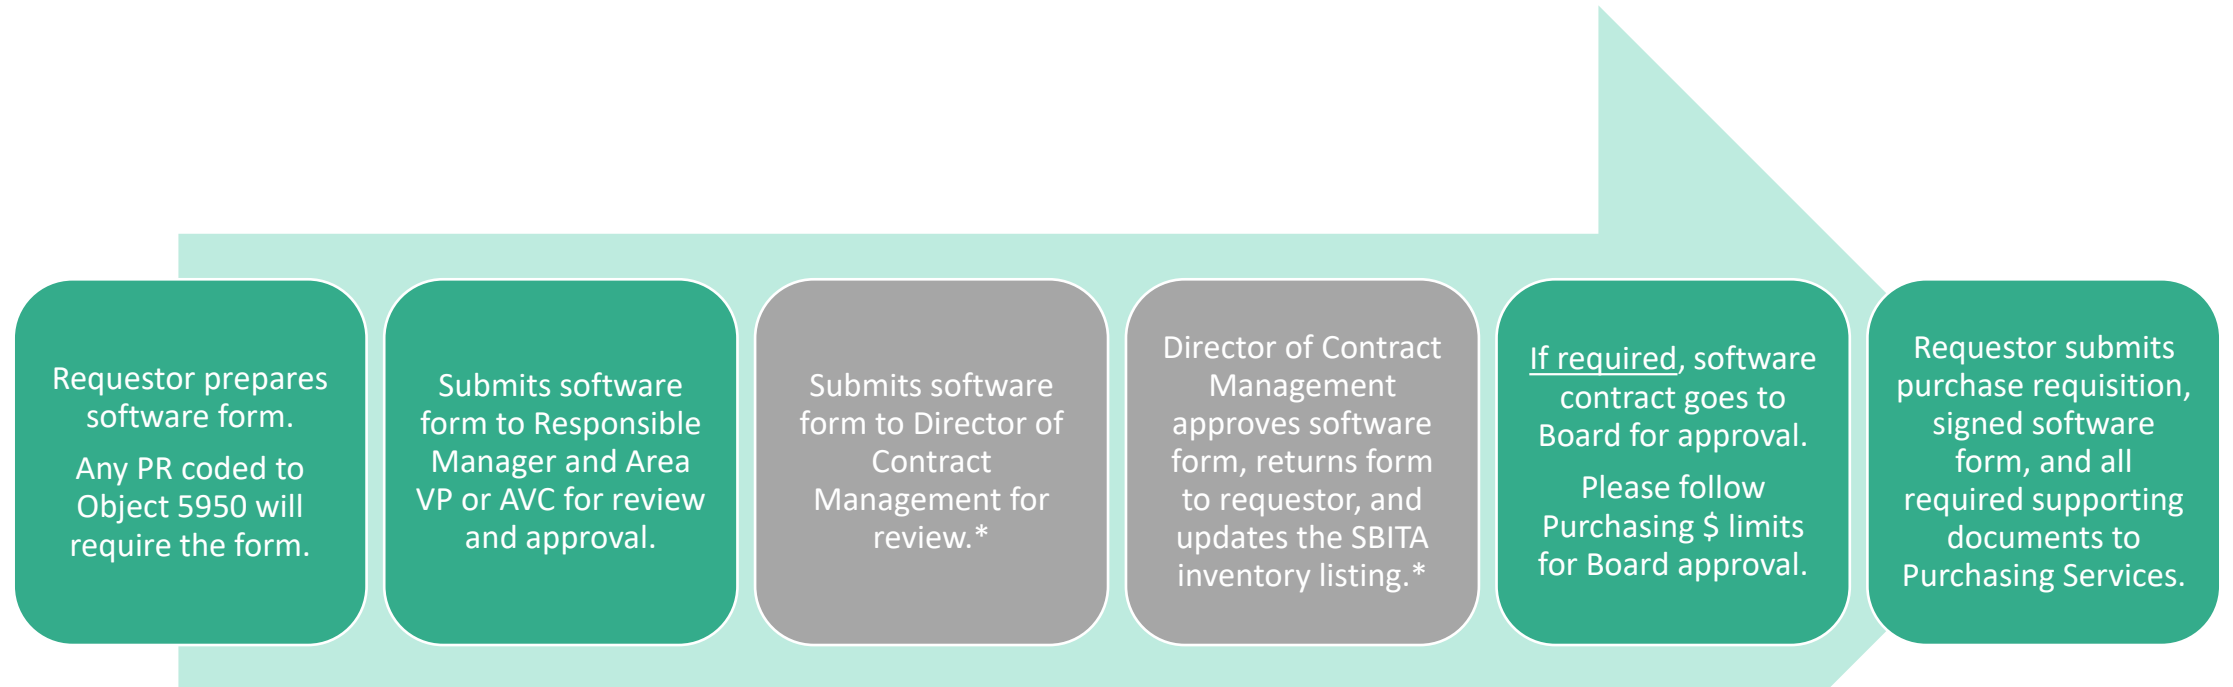 Requestor prepares
software form.
Any PR coded to
Object 5950 will
require the form.
Submits software
form to Responsible
Manager and Area
VP or AVC for review
and approval.
Submits software
form to Director of
Contract
Management for
review.*
Director of Contract
Management
approves software
form, returns form
to requestor, and
updates the SBITA
inventory listing.*
If required, software
contract goes to
Board for approval.
Please follow
Purchasing $ limits
for Board approval.
Requestor submits
purchase requisition,
signed software
form, and all
required supporting
documents to
Purchasing Services.